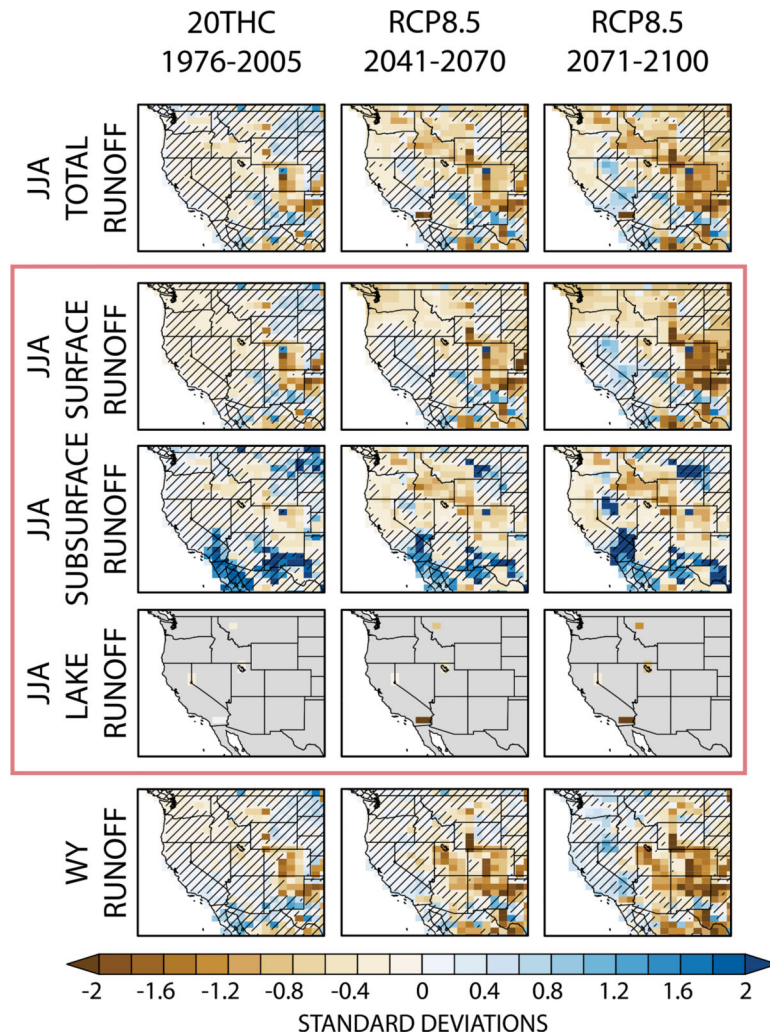 20THC
1976-2005
RCP8.5
2041-2070
RCP8.5
2071-2100
JJA
TOTAL
RUNOFF
JJA
SURFACE
RUNOFF
JJA
SUBSURFACE
RUNOFF
JJA
LAKE
RUNOFF
WY
RUNOFF
-2 -1.6 -1.2 -0.8 -0.4 0 0.4 0.8 1.2 1.6 2
STANDARD DEVIATIONS